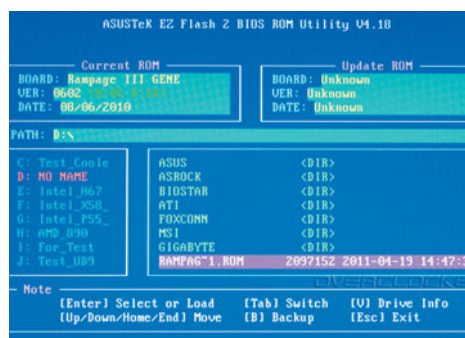 ASUSTeK EZ Flash 2 BIOS ROM Utility V4.18
Current ROM
BOARD: Rampage III GENE
VER: 0602
DATE: 08/06/2010
Update ROM
BOARD: Unknown
VER: Unknown
DATE: Unknown
PATH: D:\
C: Test_Coole
D: NO NAME
E: Intel_H67
F: Intel_X58_
G: Intel_P55_
H: AMD_890
I: For_Test
J: Test_UD9
ASUS <DIR>
ASROCK <DIR>
BIOSTAR <DIR>
ATI <DIR>
FOXCONN <DIR>
MSI <DIR>
GIGABYTE <DIR>
RAMPAG~1.ROM 2097152 2011-04-19 14:47:3
OVERCLOCKE
Note
[Enter] Select or Load [Tab] Switch [V] Drive Info
[Up/Down/Home/End] Move [B] Backup [Esc] Exit